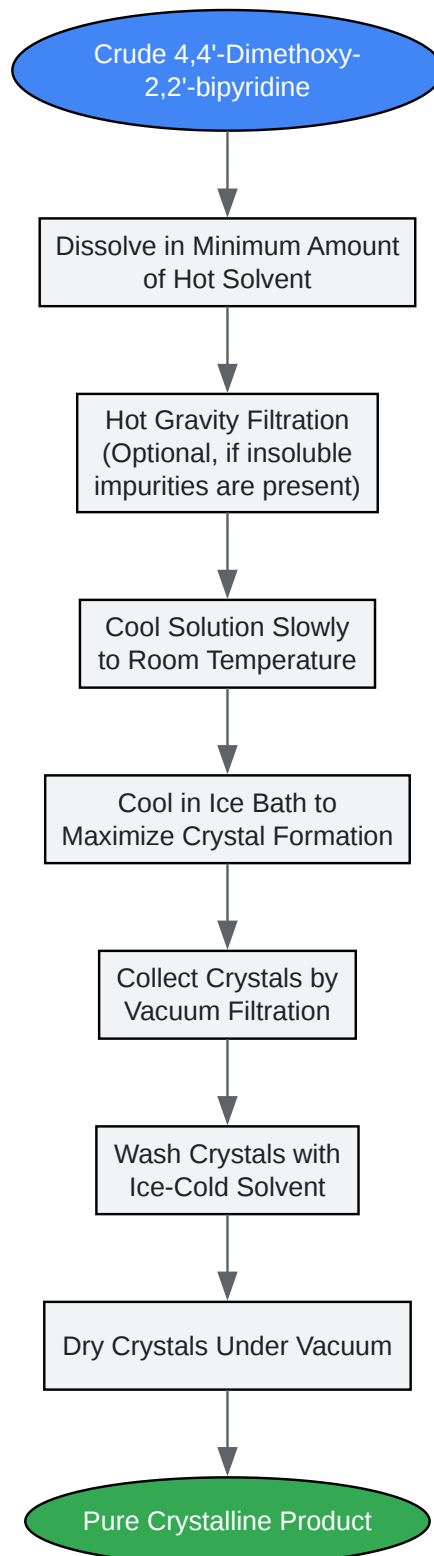 Crude 4,4'-Dimethoxy-
2,2'-bipyridine
Dissolve in Minimum Amount
of Hot Solvent
Hot Gravity Filtration
(Optional, if insoluble
impurities are present)
Cool Solution Slowly
to Room Temperature
Cool in Ice Bath to
Maximize Crystal Formation
Collect Crystals by
Vacuum Filtration
Wash Crystals with
Ice-Cold Solvent
Dry Crystals Under Vacuum
Pure Crystalline Product